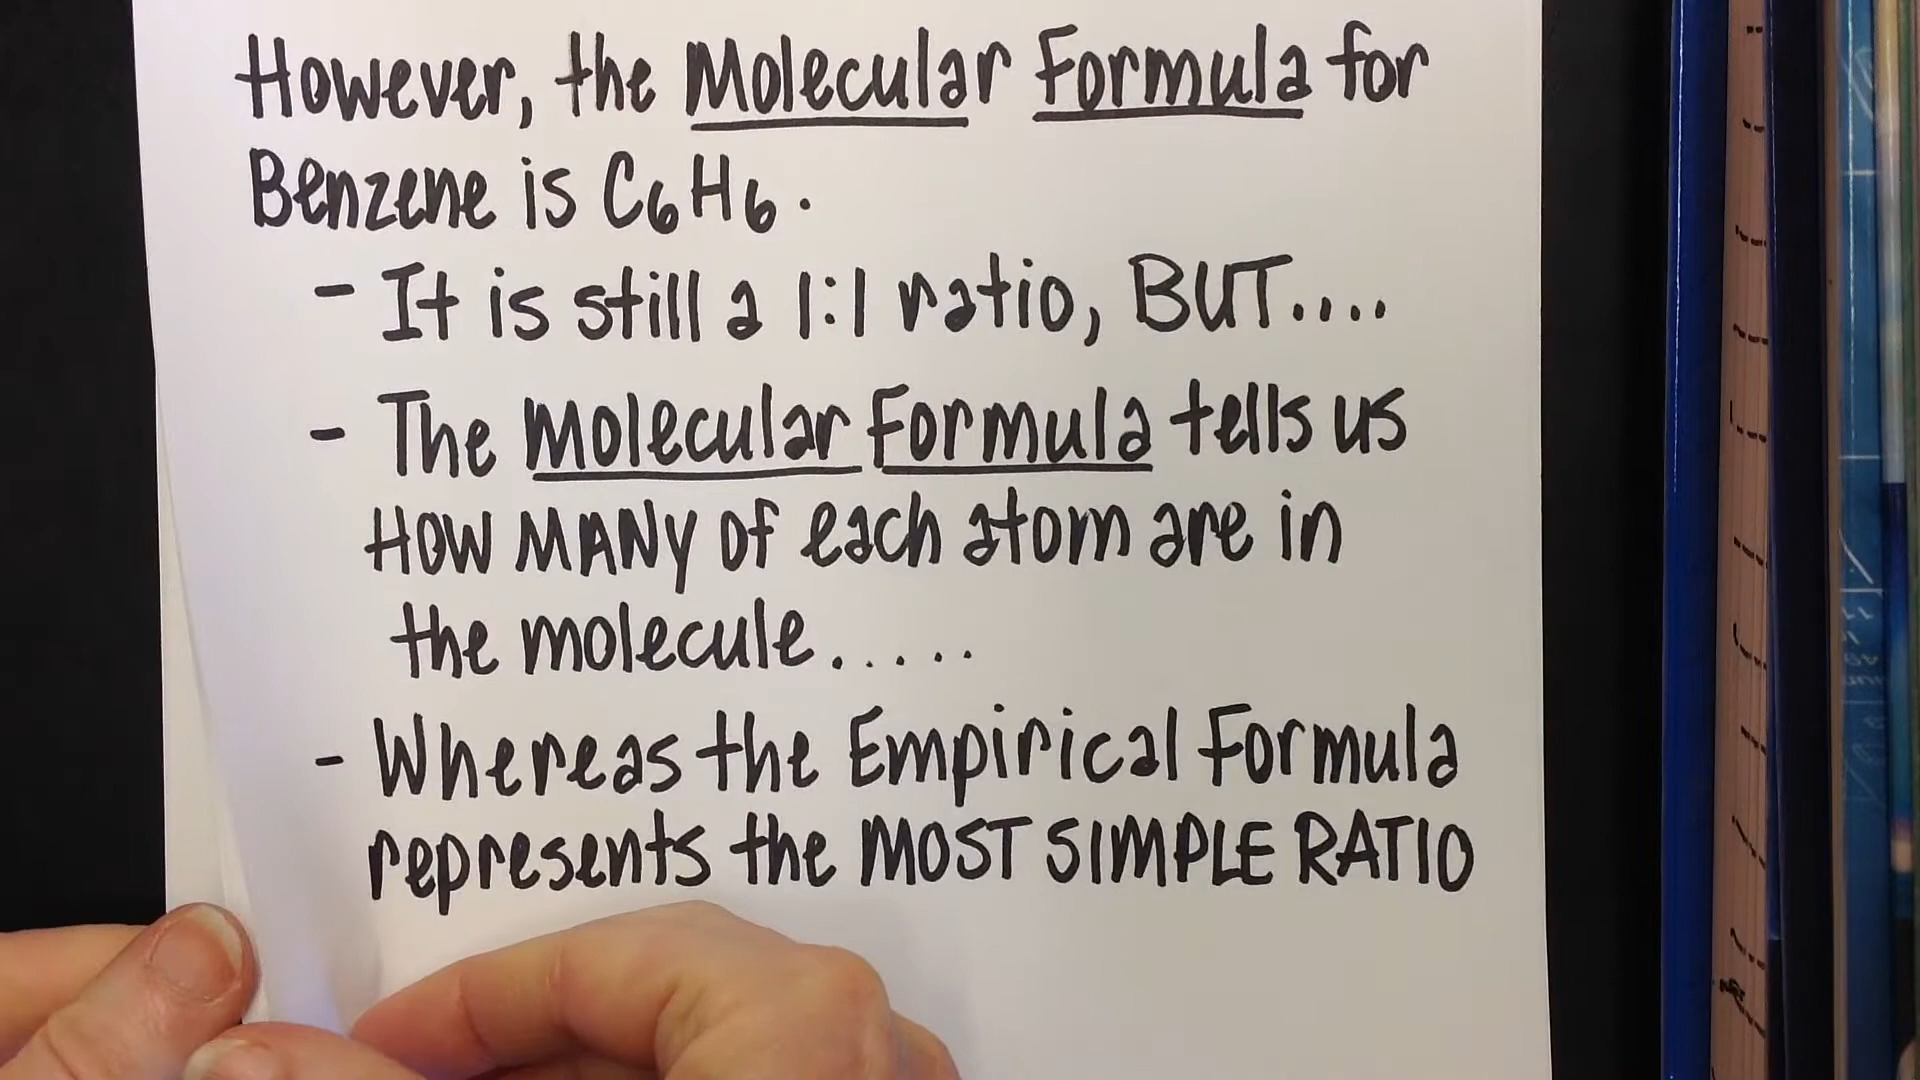 However, the Molecular Formula for
Benzene is C6H6.
- It is still a 1:1 ratio, BUT....
- The Molecular Formula tells us
HOW MANY of each atom are in
the molecule.....
- Whereas the Empirical Formula
represents the MOST SIMPLE RATIO